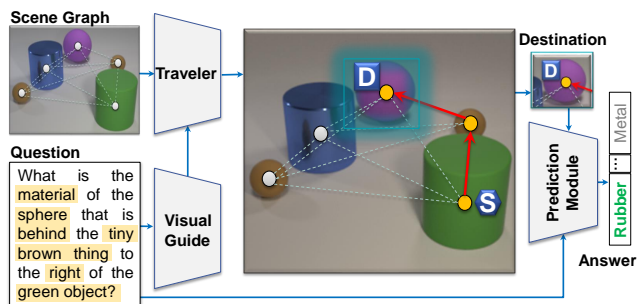 Scene Graph
Traveler
Question
What is the
material of the
sphere that is
behind the tiny
brown thing to
the right of the
green object?
Visual
Guide
D
S
Destination
D
Prediction
Module
Rubber ... Metal
Answer